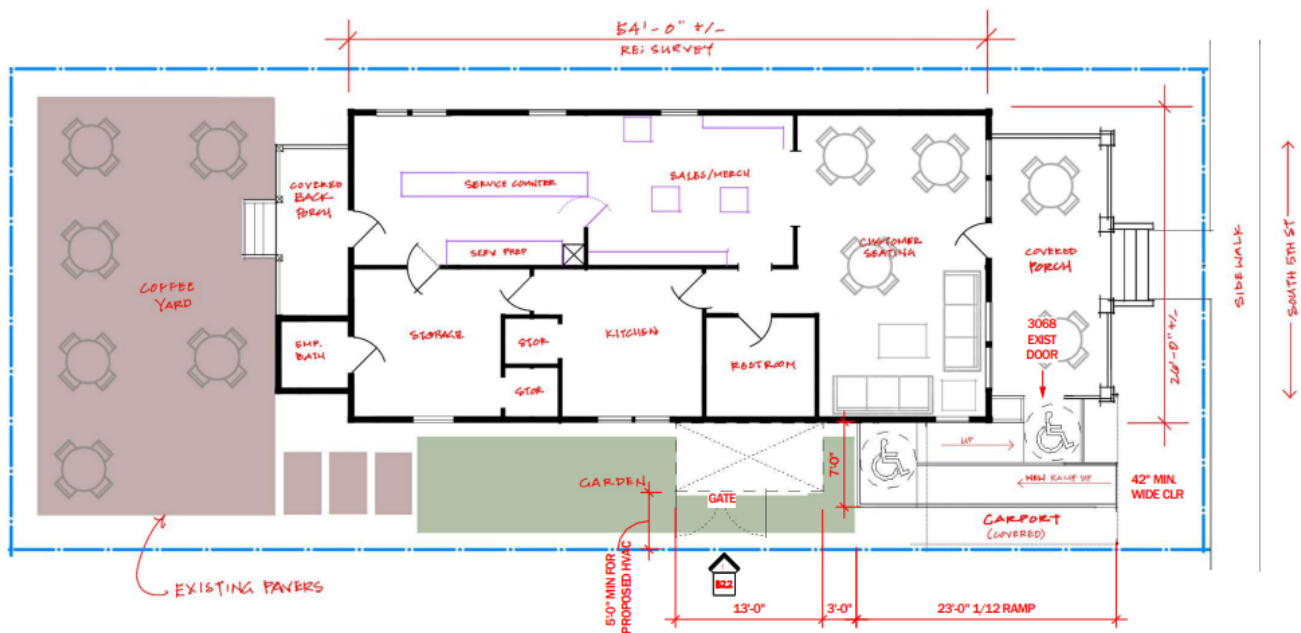 54'-0" +/-
RE: SURVEY
COVERED
BACK
PORCH
SERVICE COUNTER
SALES/MERCH
SERV PREP
CUSTOMER
SEATING
COVERED
PORCH
SIDEWALK
SOUTH 5TH ST
COFFEE
YARD
EMP.
BATH
STORAGE
STOR
STOR
KITCHEN
RESTROOM
3068
EXIST
DOOR
26'-0" +/-
UP
NEW RAMP UP
42" MIN.
WIDE CLR
GARDEN
GATE
7'-0"
CARPORT
(COVERED)
EXISTING PAVERS
5'-0" MIN FOR
PROPOSED HVAC
13'-0"
3'-0"
23'-0" 1/12 RAMP